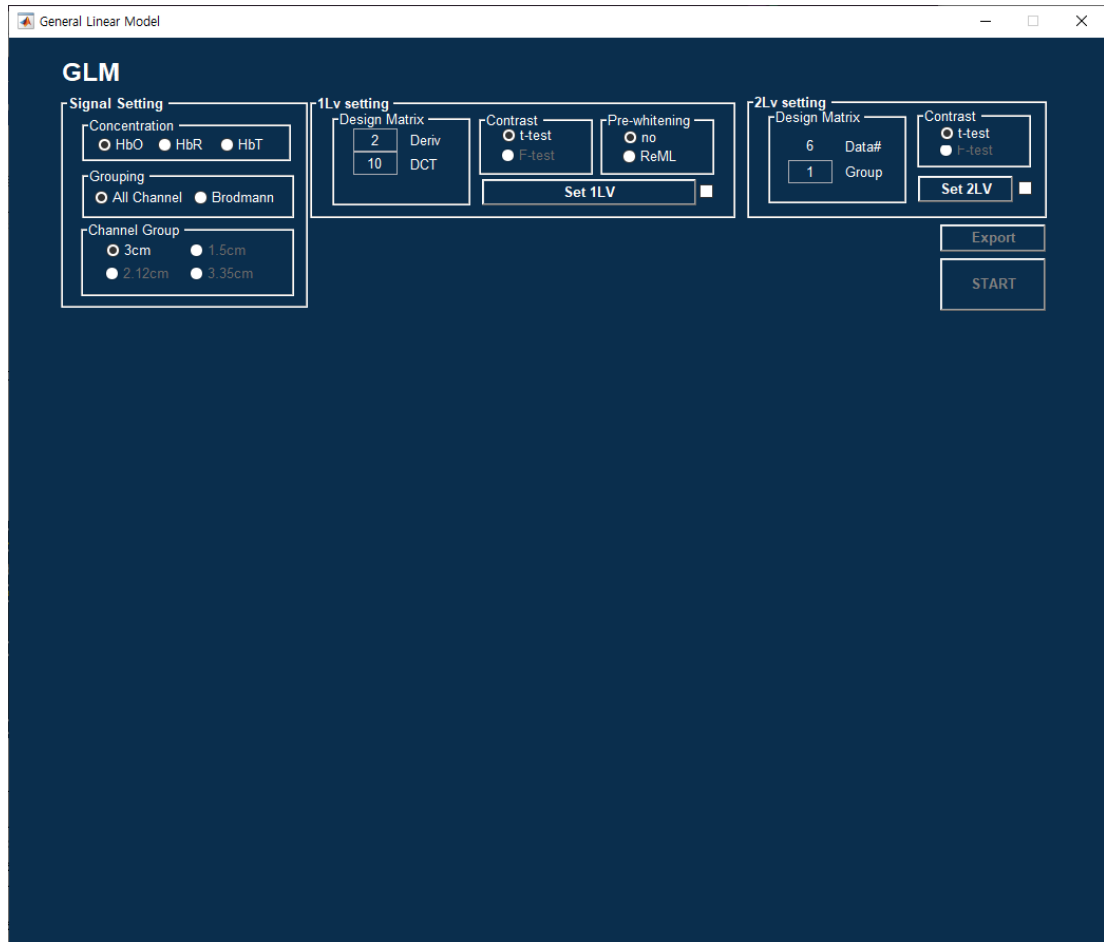 General Linear Model
GLM
Signal Setting
Concentration
HbO HbR HbT
Grouping
All Channel Brodmann
Channel Group
3cm 1.5cm
2.12cm 3.35cm
1Lv setting
Design Matrix
2 Deriv
10 DCT
Contrast
t-test
F-test
Pre-whitening
no
ReML
Set 1LV
2Lv setting
Design Matrix
6 Data#
1 Group
Contrast
t-test
F-test
Set 2LV
Export
START